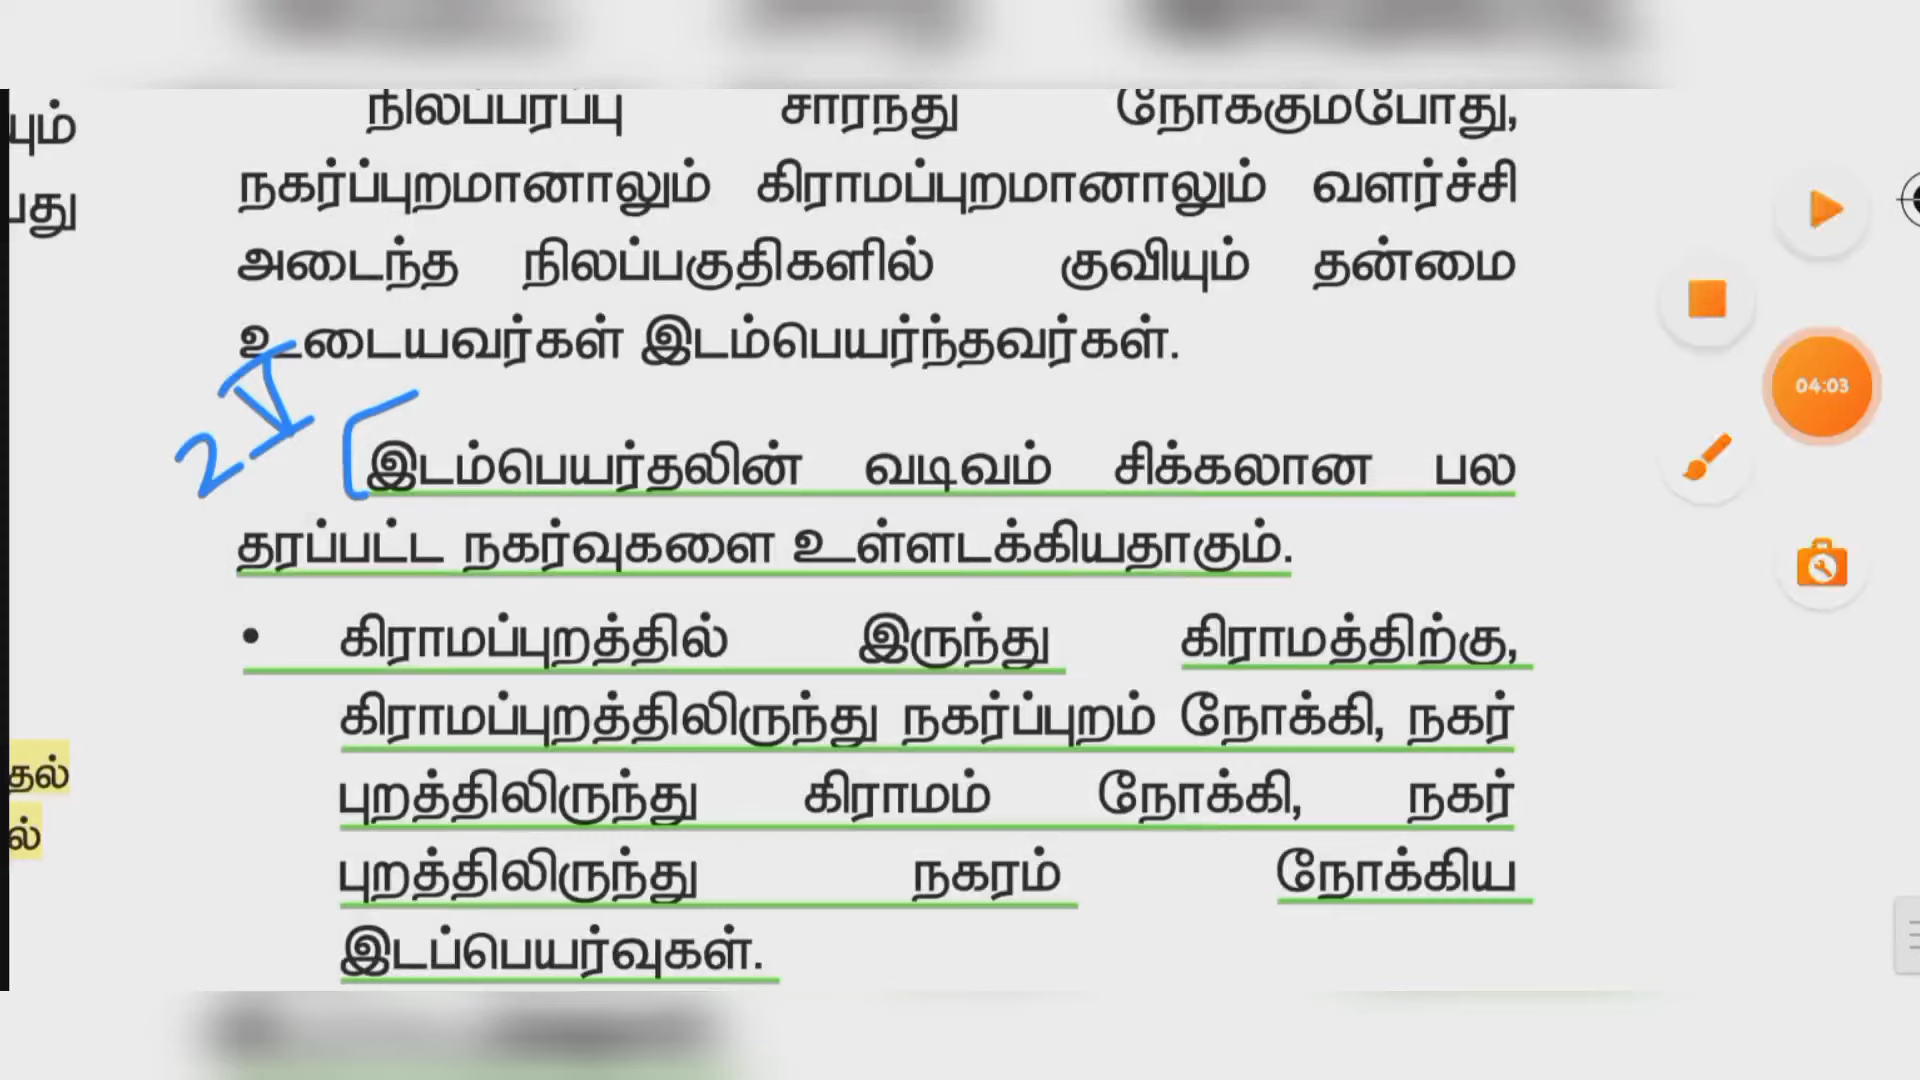 யும்
நிலப்பரப்பு சார்ந்து நோக்கும்போது,
நகர்ப்புறமானாலும் கிராமப்புறமானாலும் வளர்ச்சி
பது
அடைந்த நிலப்பகுதிகளில் குவியும் தன்மை
உடையவர்கள் இடம்பெயர்ந்தவர்கள்.
2.V
இடம்பெயர்தலின் வடிவம் சிக்கலான பல
தரப்பட்ட நகர்வுகளை உள்ளடக்கியதாகும்.
• கிராமப்புறத்தில் இருந்து கிராமத்திற்கு,
கிராமப்புறத்திலிருந்து நகர்ப்புறம் நோக்கி, நகர்
புறத்திலிருந்து கிராமம் நோக்கி, நகர்
புறத்திலிருந்து நகரம் நோக்கிய
இடப்பெயர்வுகள்.
தல்
ல்
04:03